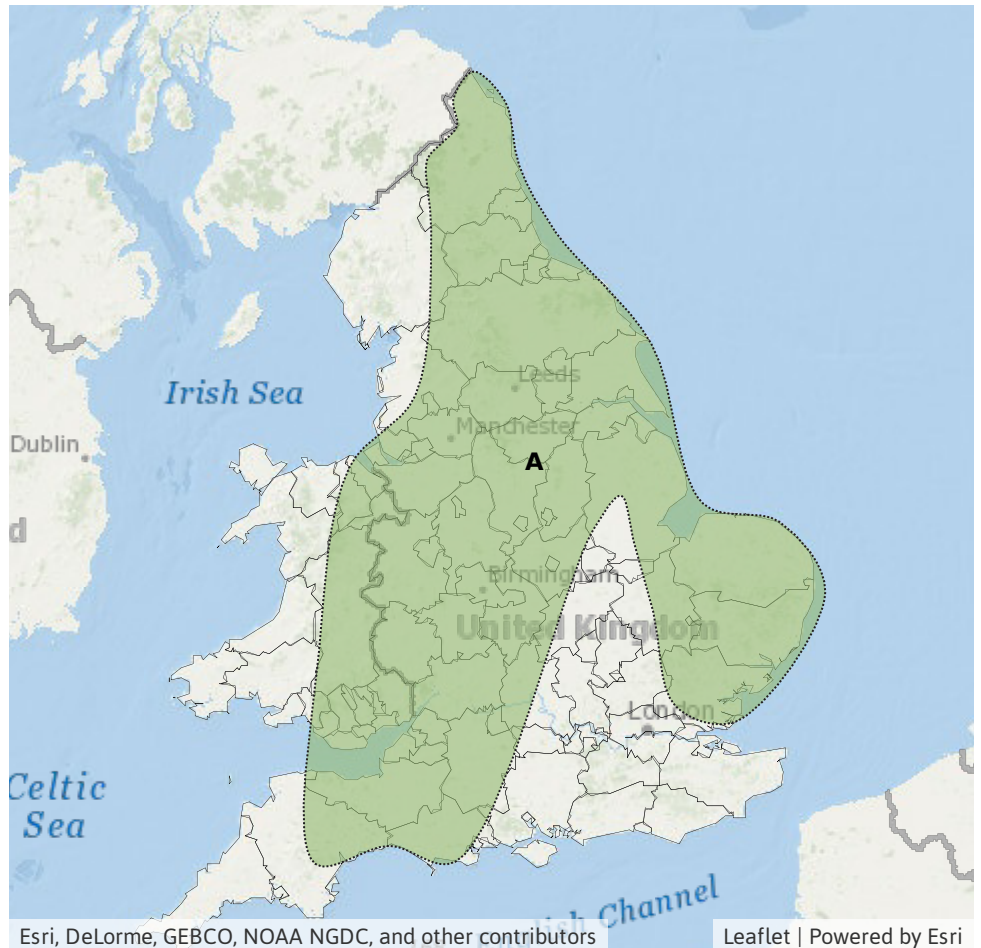 Leeds
Irish Sea
Manchester
Dublin
A
d
Birmingham
United Kingdom
London
Celtic
Sea
Channel
Esri, DeLorme, GEBCO, NOAA NGDC, and other contributors
Leaflet | Powered by Esri